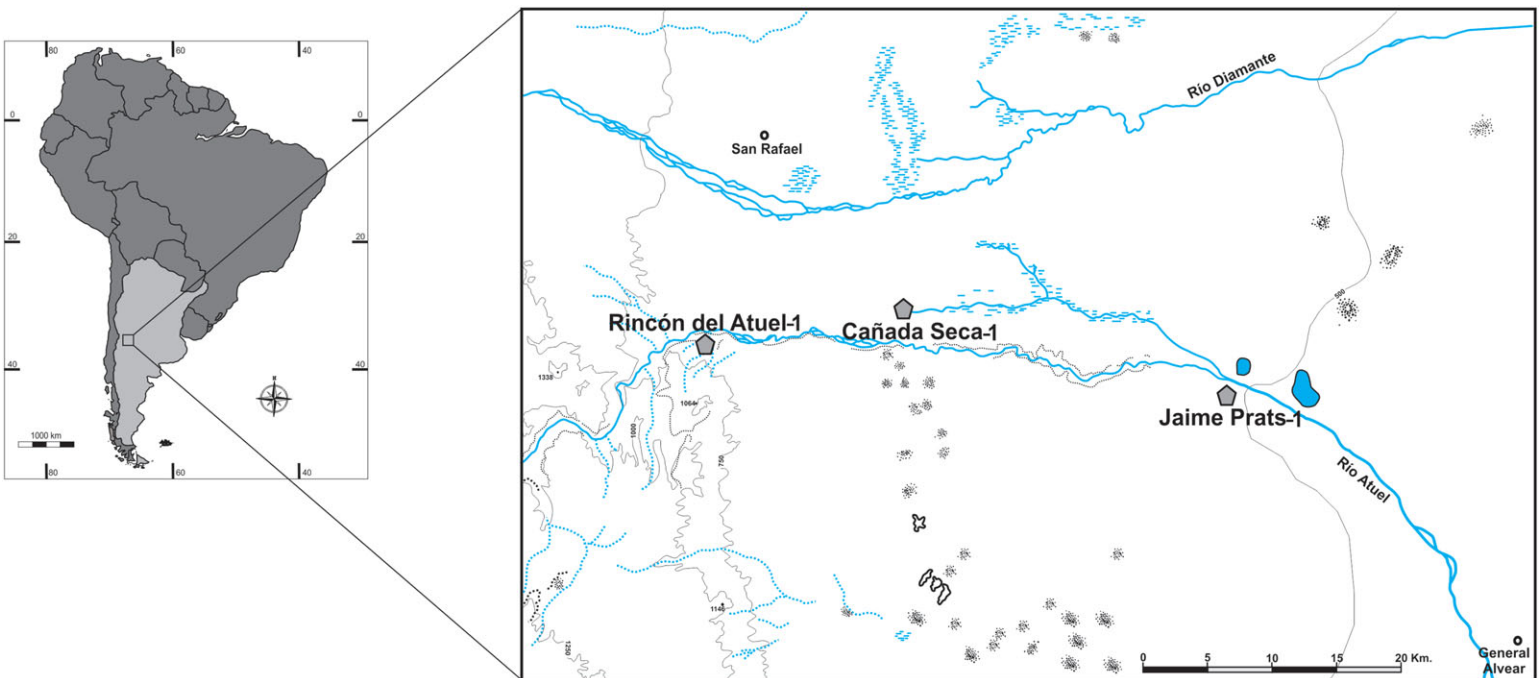 80
60
40
0
0
20
20
40
40
N
1000 km
80
60
40
Río Diamante
San Rafael
500
Rincón del Atuel-1
Cañada Seca-1
1330
1064
1000
750
Jaime Prats-1
Río Atuel
1140
1250
0 5 10 15 20 Km.
General
Alvear